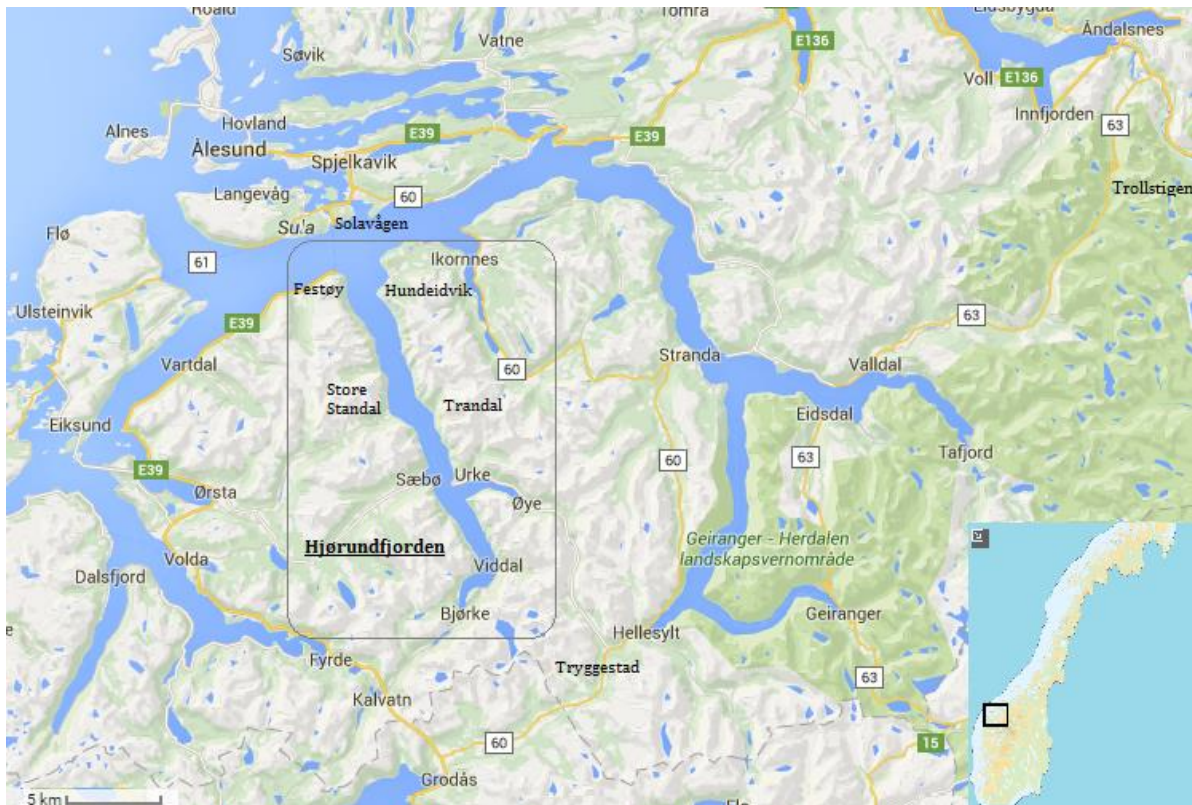 Roald
Tomra
Eidsbygda
Åndalsnes
Søvik
Vatne
E136
Voll
E136
Innfjorden
Alnes
Hovland
E39
E39
63
Ålesund
Spjelkavik
Langevåg
60
Trollstigen
Sula
Solavågen
Flø
61
Ikornnes
Festøy
Hundeidvik
Ulsteinvik
E39
63
Vartdal
60
Stranda
Valldal
Store
Standal
Trandal
Eiksund
Eidsdal
E39
60
63
Tafjord
Sæbø
Urke
Ørsta
Øye
Hjørundfjorden
Geiranger - Herdalen
landskapsvernområde
Volda
Viddal
Dalsfjord
Bjørke
Geiranger
Hellesylt
Fyrde
Tryggestad
63
Kalvatn
60
15
Grodås
5 km